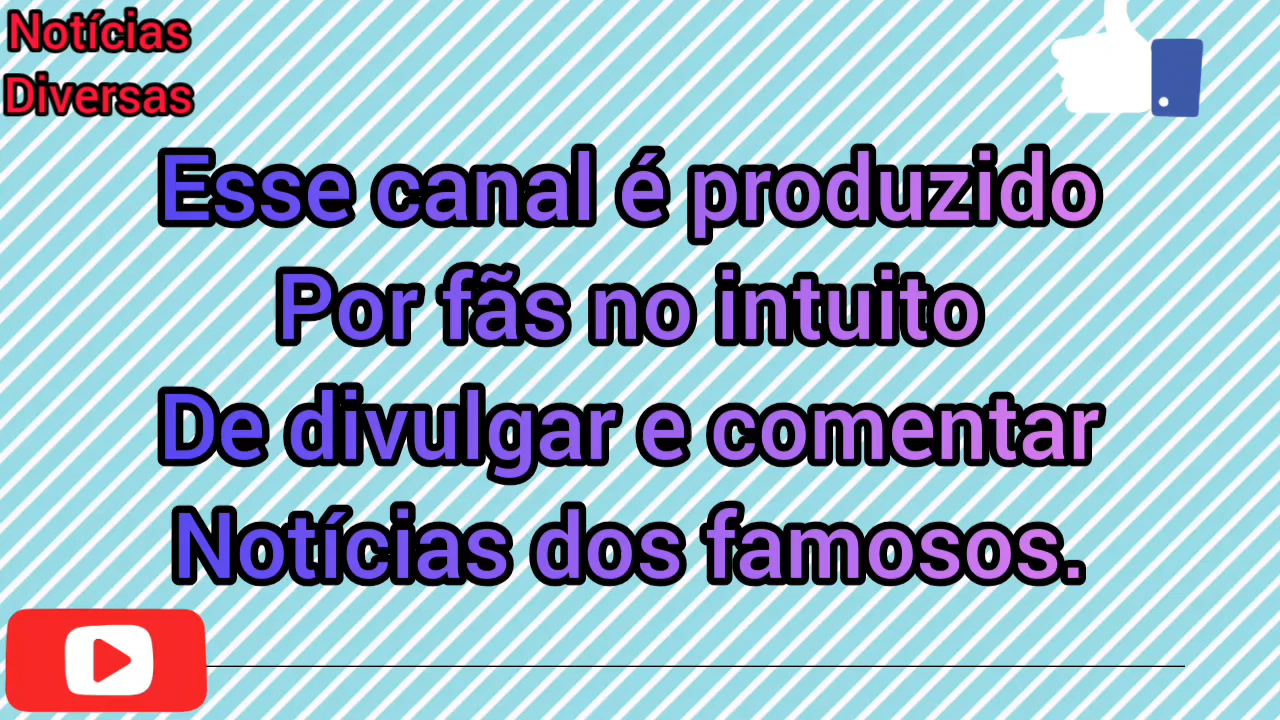 Notícias
Diversas
Esse canal é produzido
Por fãs no intuito
De divulgar e comentar
Notícias dos famosos.